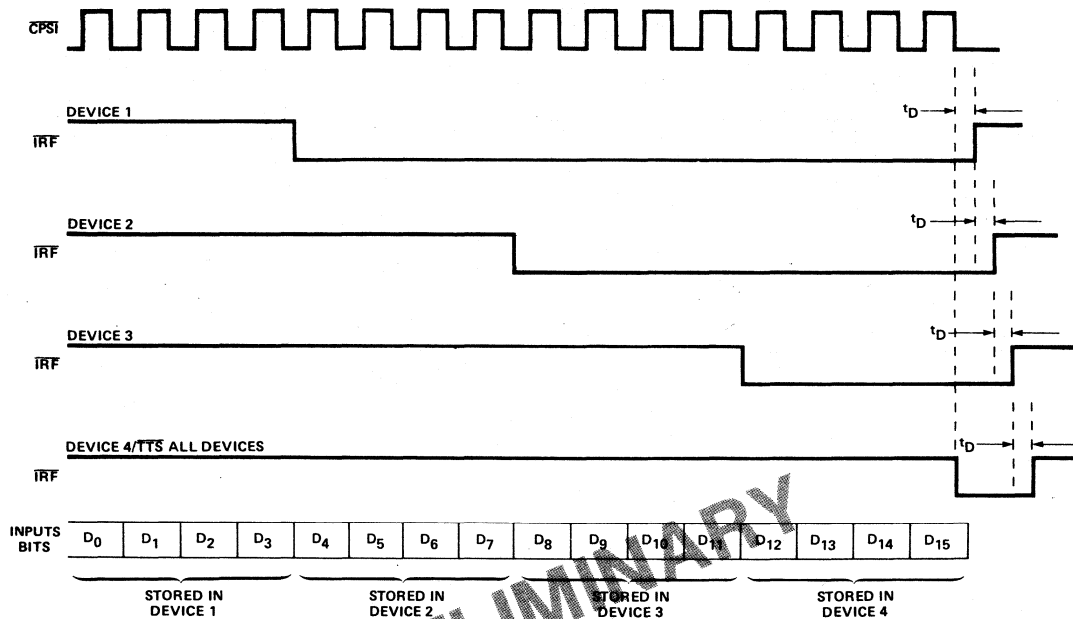 CPSI
DEVICE 1
tD
IRF
DEVICE 2
tD
IRF
DEVICE 3
tD
IRF
DEVICE 4/TTS ALL DEVICES
tD
IRF
INPUTS BITS D0 D1 D2 D3 D4 D5 D6 D7 D8 D9 D10 D11 D12 D13 D14 D15
STORED IN DEVICE 1
STORED IN DEVICE 2
STORED IN DEVICE 3
STORED IN DEVICE 4
LIMINARY